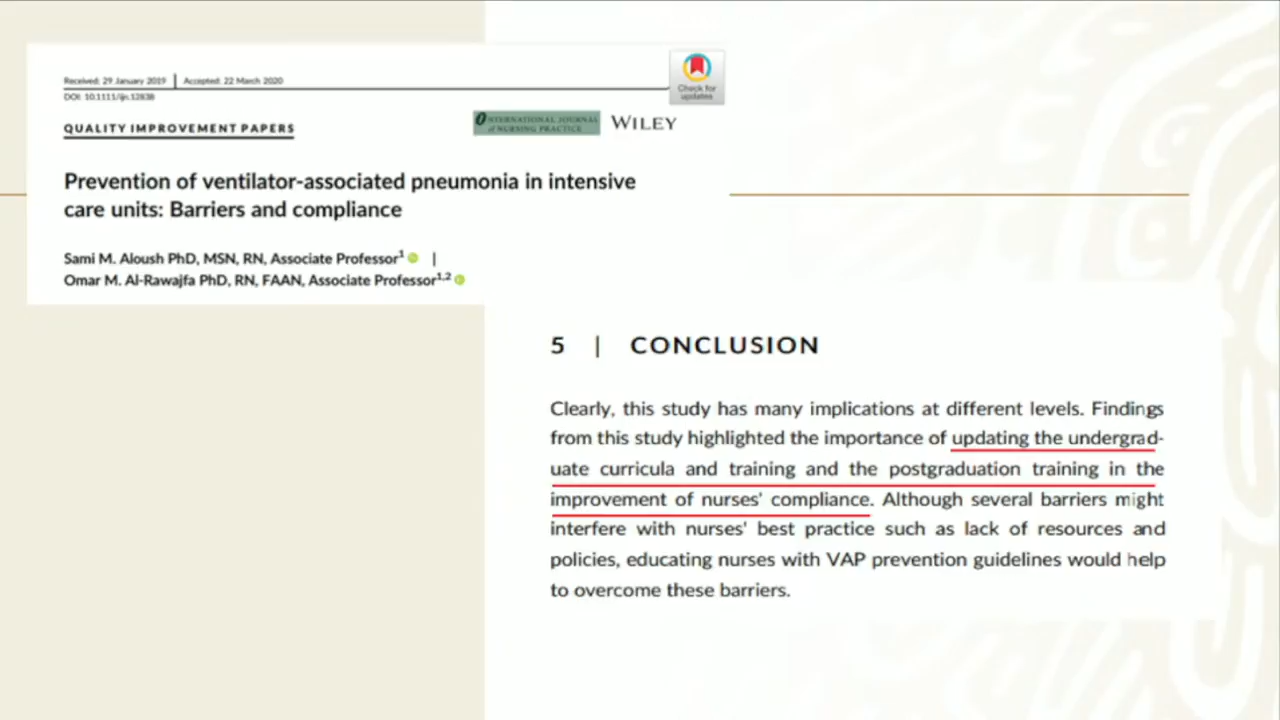 Received: 29 January 2019 | Accepted: 22 March 2020
DOI: 10.1111/ijn.12838
Check for
updates
QUALITY IMPROVEMENT PAPERS
INTERNATIONAL JOURNAL
of NURSING PRACTICE
WILEY
Prevention of ventilator-associated pneumonia in intensive
care units: Barriers and compliance
Sami M. Aloush PhD, MSN, RN, Associate Professor1 |
Omar M. Al-Rawajfa PhD, RN, FAAN, Associate Professor1,2
5 | CONCLUSION
Clearly, this study has many implications at different levels. Findings
from this study highlighted the importance of updating the undergrad-
uate curricula and training and the postgraduation training in the
improvement of nurses' compliance. Although several barriers might
interfere with nurses' best practice such as lack of resources and
policies, educating nurses with VAP prevention guidelines would help
to overcome these barriers.